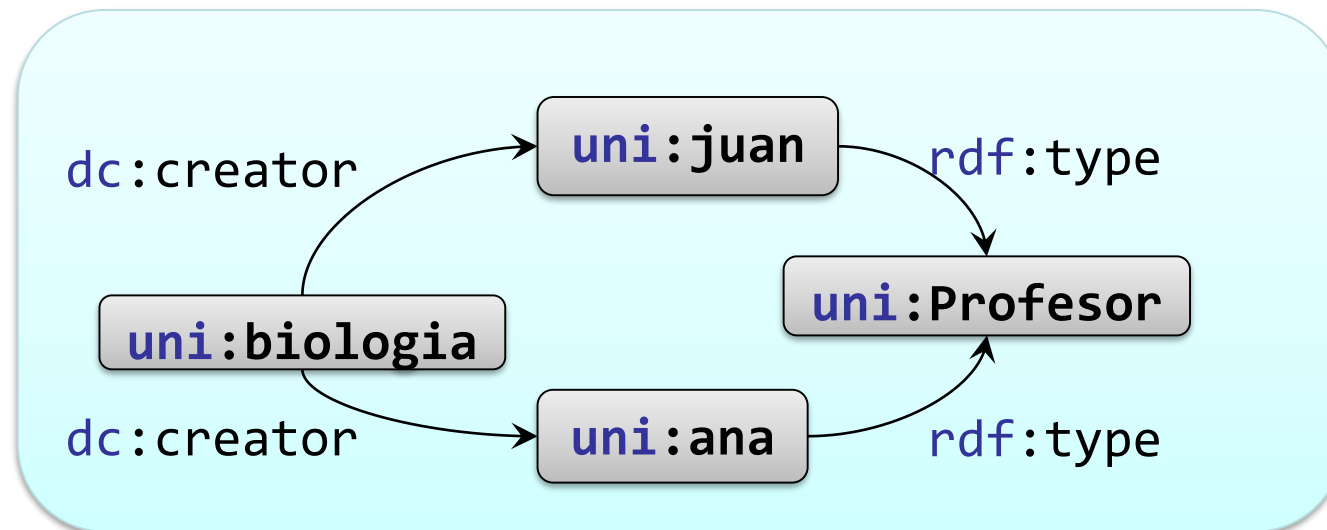 uni:juan
dc:creator
rdf:type
uni:Profesor
uni:biologia
dc:creator
uni:ana
rdf:type